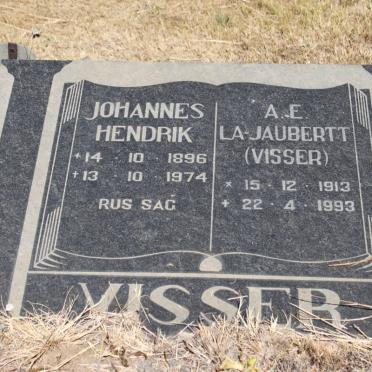 JOHANNES
HENDRIK
* 14 · 10 · 1896
+ 13 · 10 · 1974
RUS SAG
A. E.
LA-JAUBERTT
(VISSER)
* 15 · 12 · 1913
+ 22 · 4 · 1993
VISSER